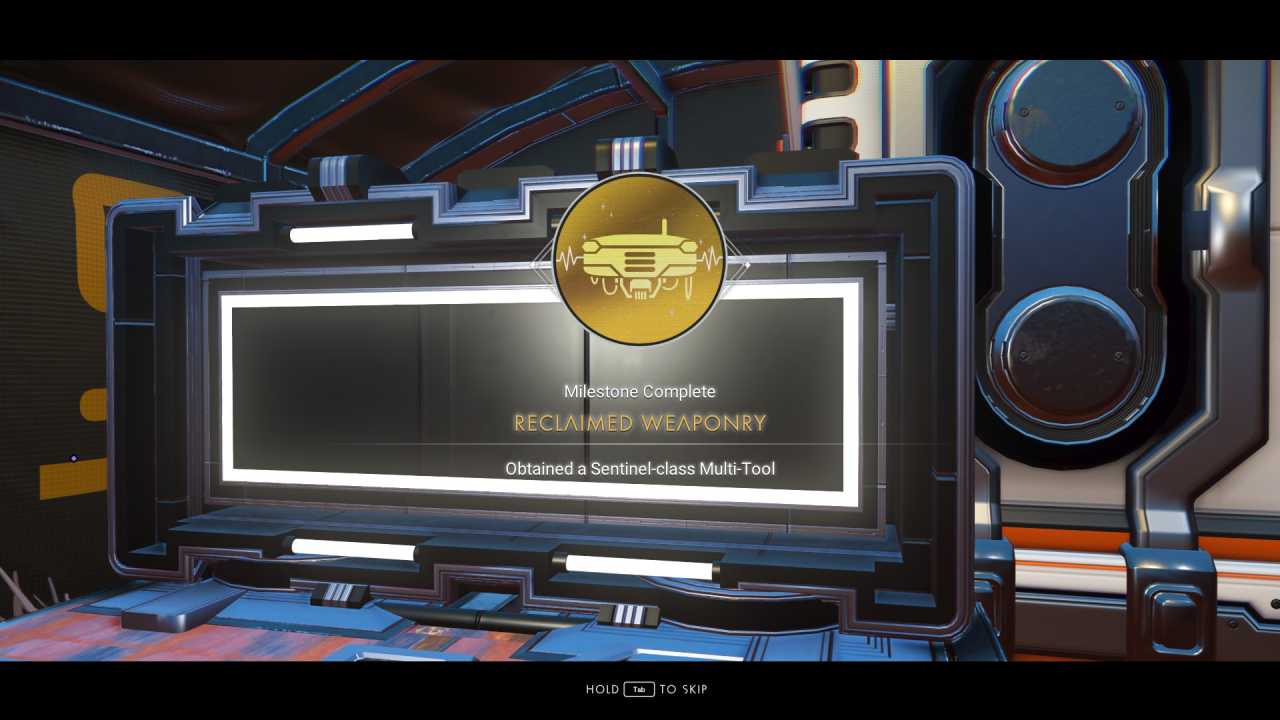 Milestone Complete
RECLAIMED WEAPONRY
Obtained a Sentinel-class Multi-Tool
HOLD Tab TO SKIP